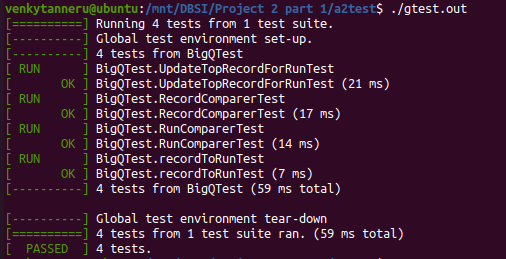 venkytanneru@ubuntu:/mnt/DBSI/Project 2 part 1/a2test$ ./gtest.out
[==========] Running 4 tests from 1 test suite.
[----------] Global test environment set-up.
[----------] 4 tests from BigQTest
[ RUN      ] BigQTest.UpdateTopRecordForRunTest
[       OK ] BigQTest.UpdateTopRecordForRunTest (21 ms)
[ RUN      ] BigQTest.RecordComparerTest
[       OK ] BigQTest.RecordComparerTest (17 ms)
[ RUN      ] BigQTest.RunComparerTest
[       OK ] BigQTest.RunComparerTest (14 ms)
[ RUN      ] BigQTest.recordToRunTest
[       OK ] BigQTest.recordToRunTest (7 ms)
[----------] 4 tests from BigQTest (59 ms total)

[----------] Global test environment tear-down
[==========] 4 tests from 1 test suite ran. (59 ms total)
[  PASSED  ] 4 tests.